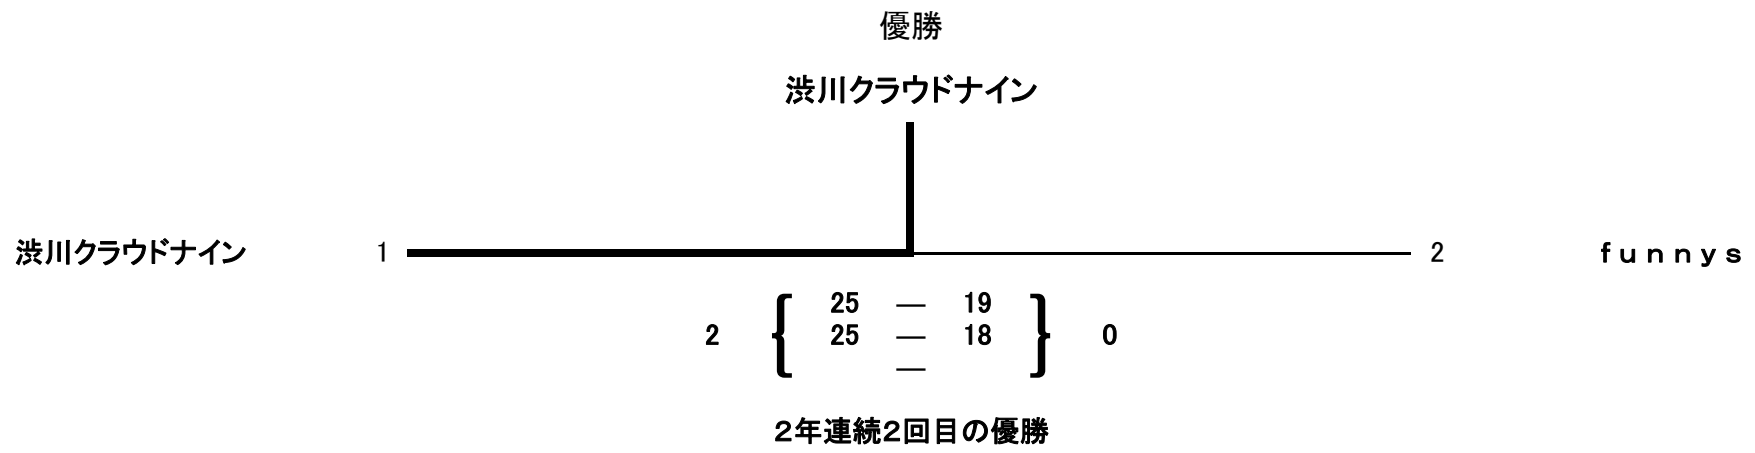 優勝
渋川クラウドナイン
渋川クラウドナイン 1 2 ｆｕｎｎｙｓ
25 — 19
2 { 25 — 18 } 0
—
２年連続２回目の優勝